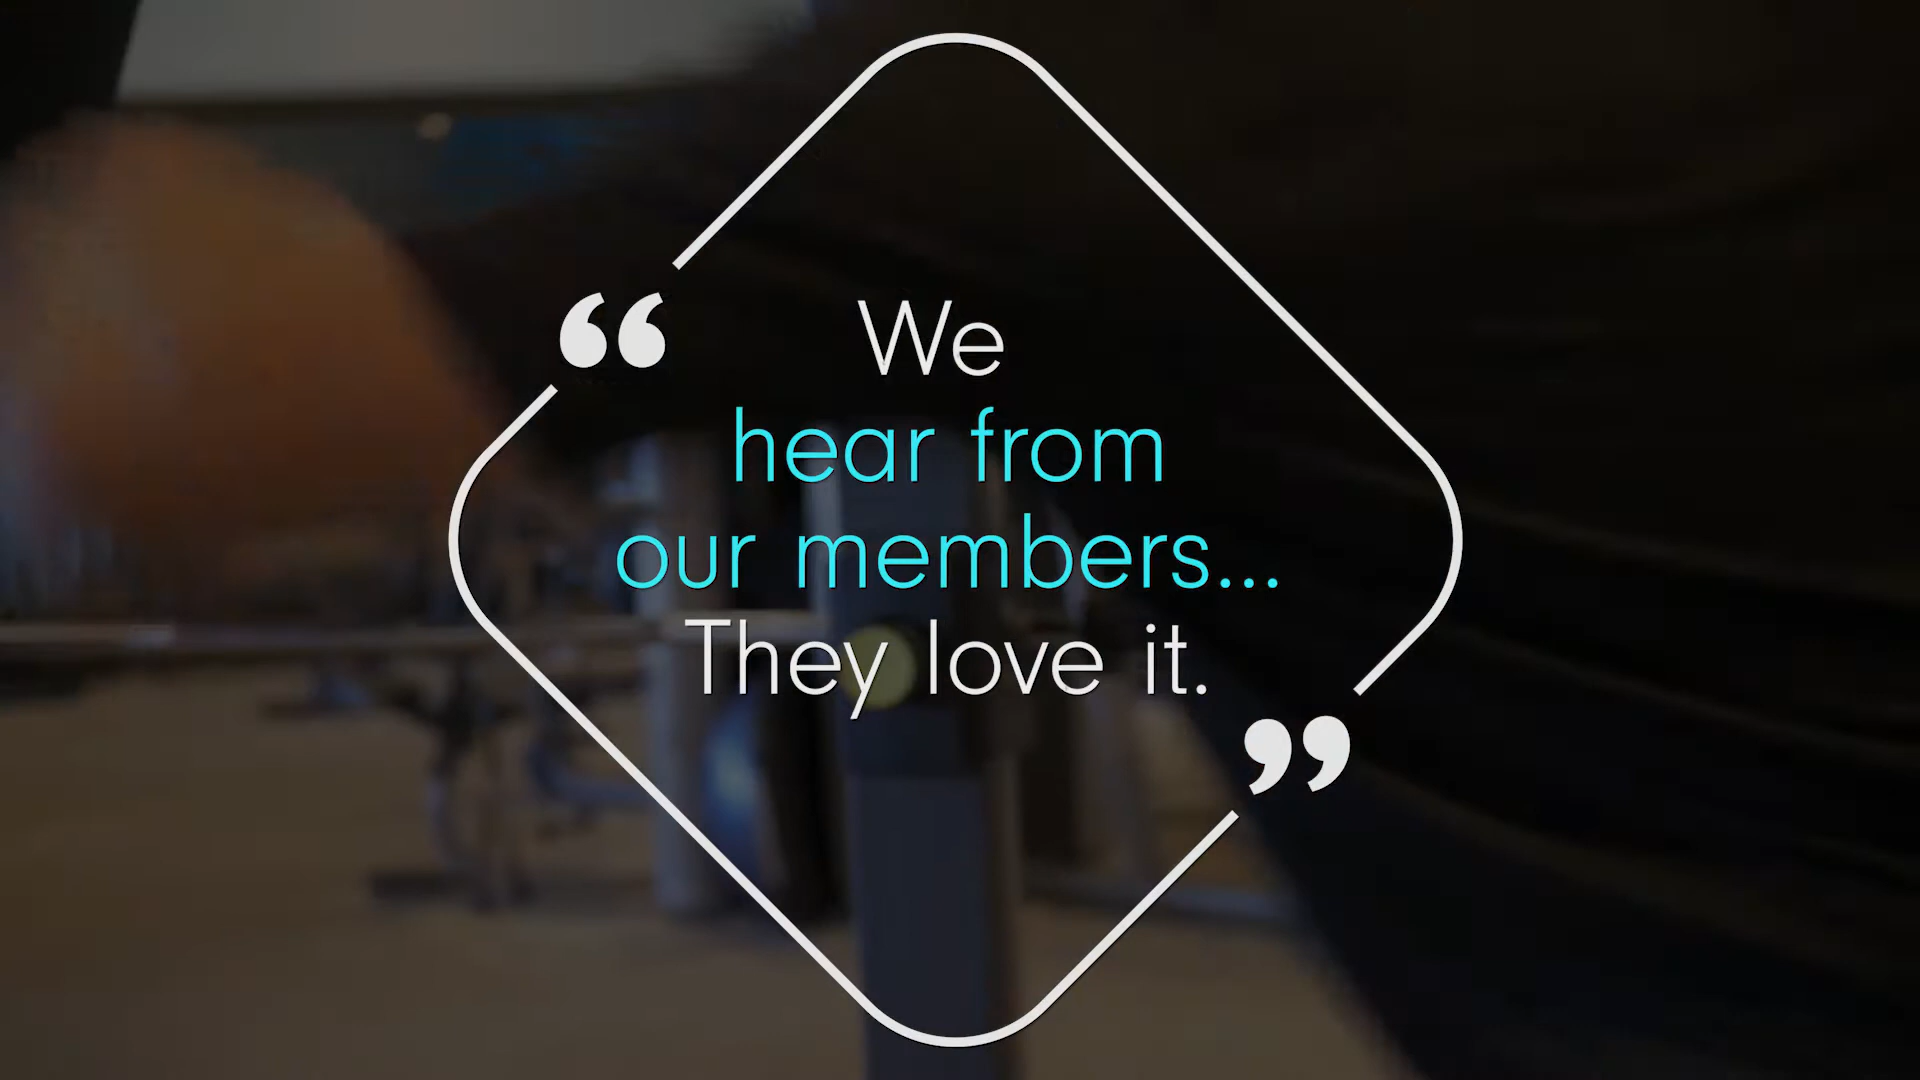 “ We
hear from
our members...
They love it. ”